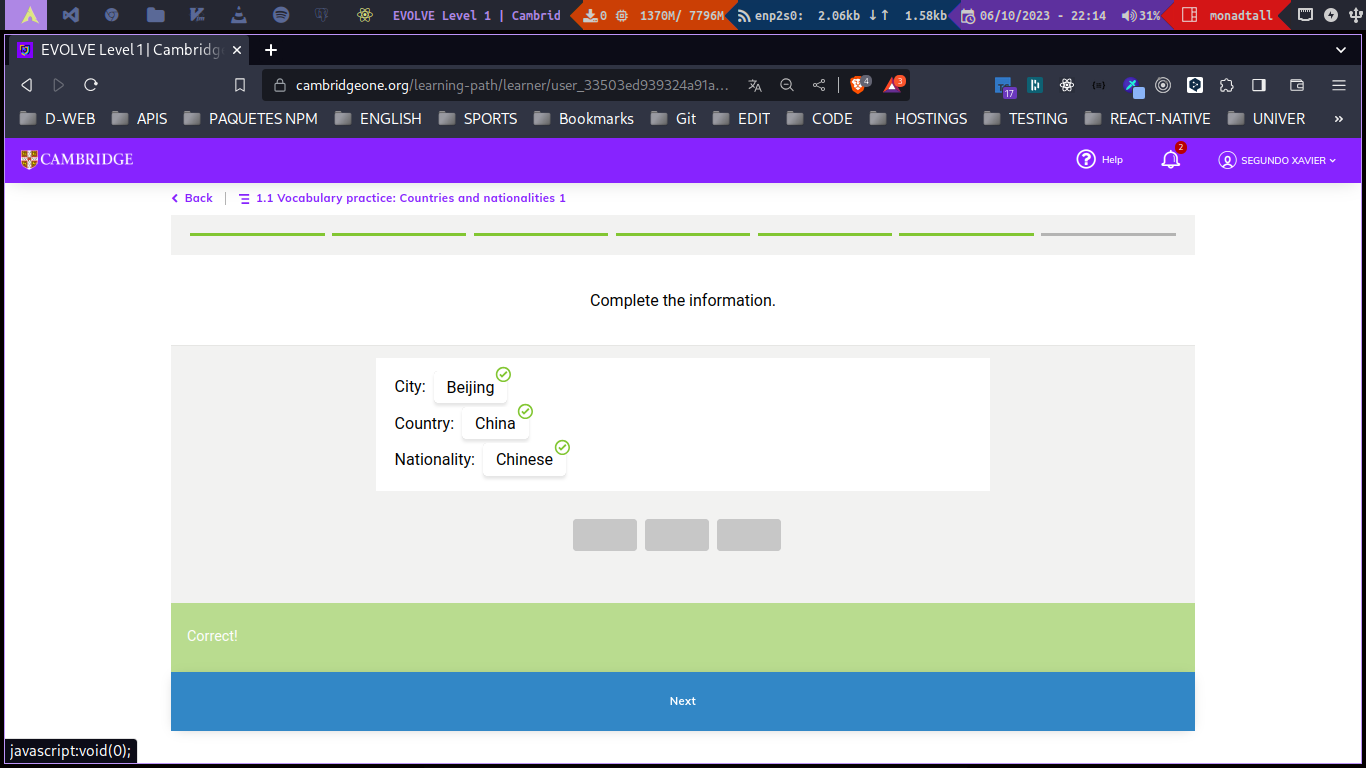 EVOLVE Level 1 | Cambrid 0 1370M/ 7796M enp2s0: 2.06kb ↓↑ 1.58kb 06/10/2023 - 22:14 31% monadtall
EVOLVE Level 1 | Cambridg
cambridgeone.org/learning-path/learner/user_33503ed939324a91a... 4 3 17
D-WEB APIS PAQUETES NPM ENGLISH SPORTS Bookmarks Git EDIT CODE HOSTINGS TESTING REACT-NATIVE UNIVER »
CAMBRIDGE Help 2 SEGUNDO XAVIER
Back 1.1 Vocabulary practice: Countries and nationalities 1
Complete the information.
City: Beijing
Country: China
Nationality: Chinese
Correct!
Next
javascript:void(0);